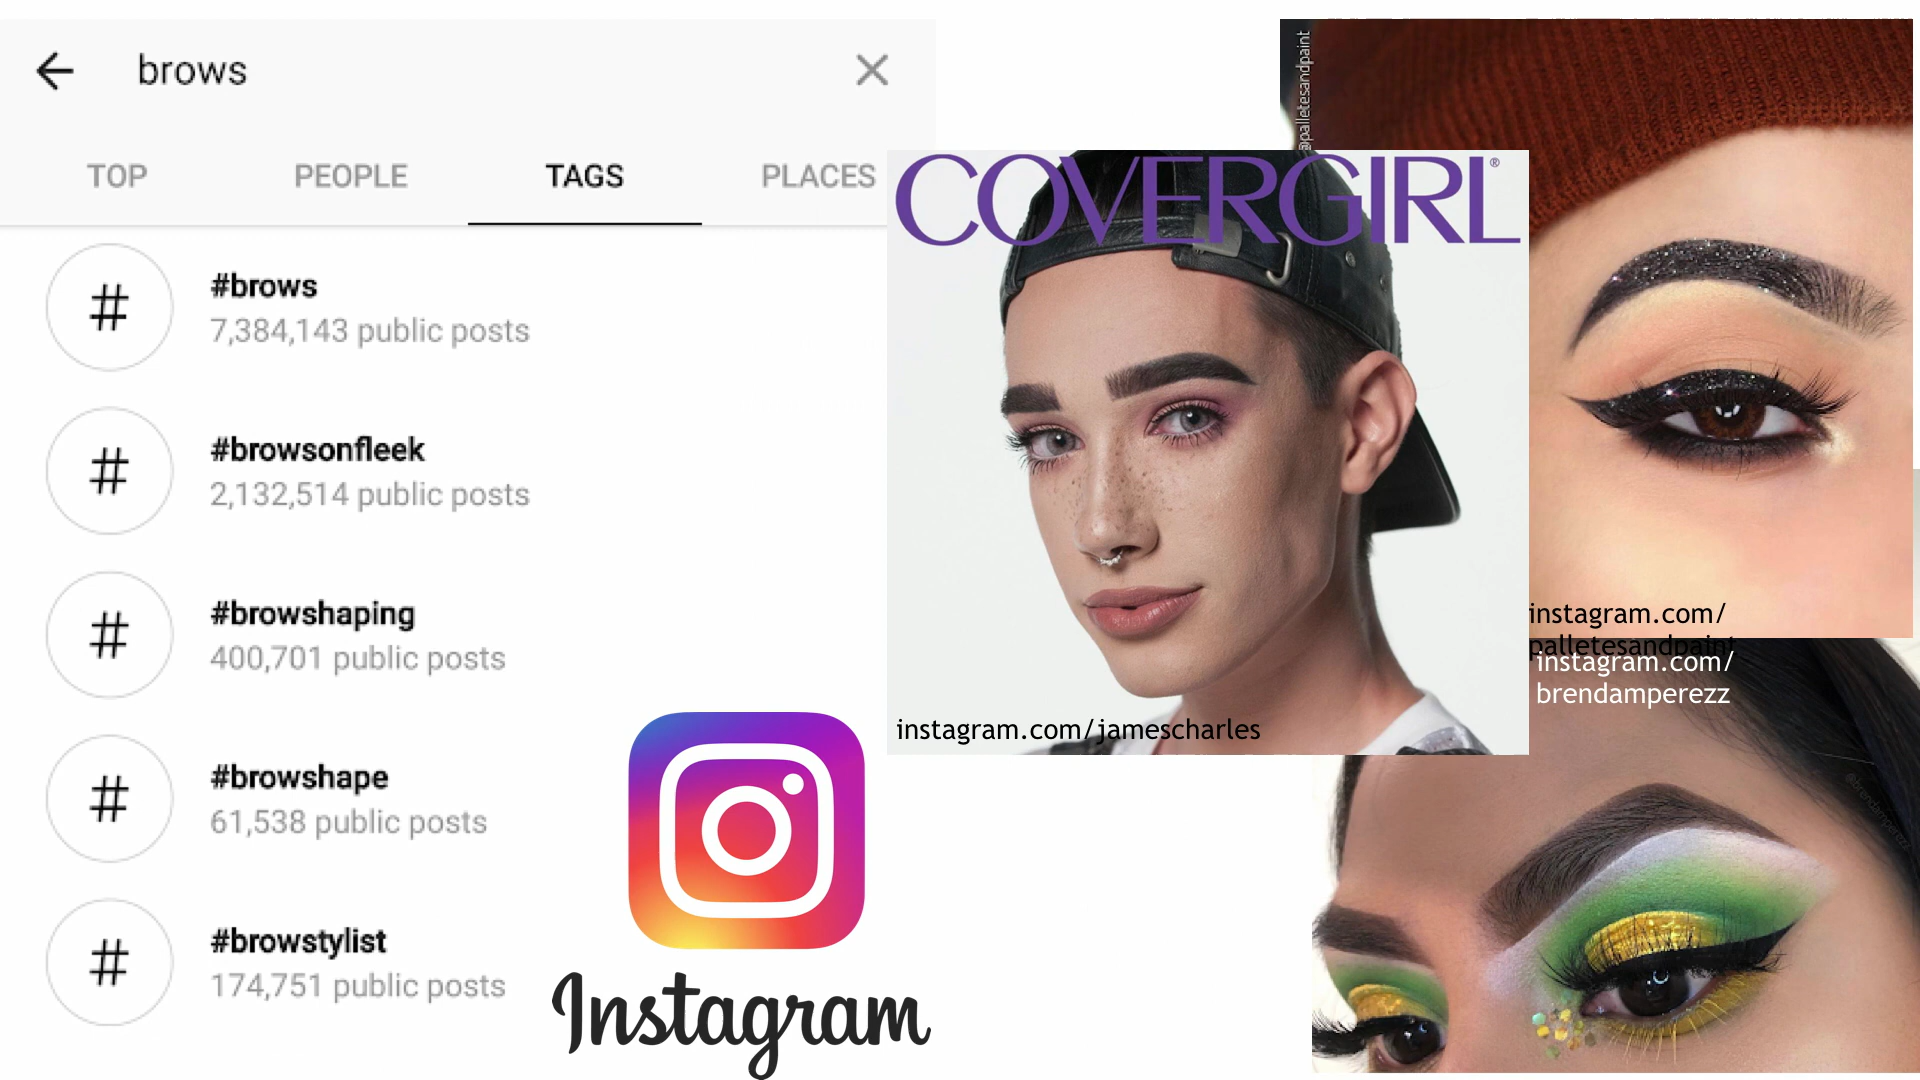 brows
TOP PEOPLE TAGS PLACES
#brows
7,384,143 public posts
#browsonfleek
2,132,514 public posts
#browshaping
400,701 public posts
#browshape
61,538 public posts
#browstylist
174,751 public posts
Instagram
COVERGIRL®
instagram.com/jamescharles
@palletesandpaint
instagram.com/
palletesandpaint
instagram.com/
brendamperezz
@brendamperezz